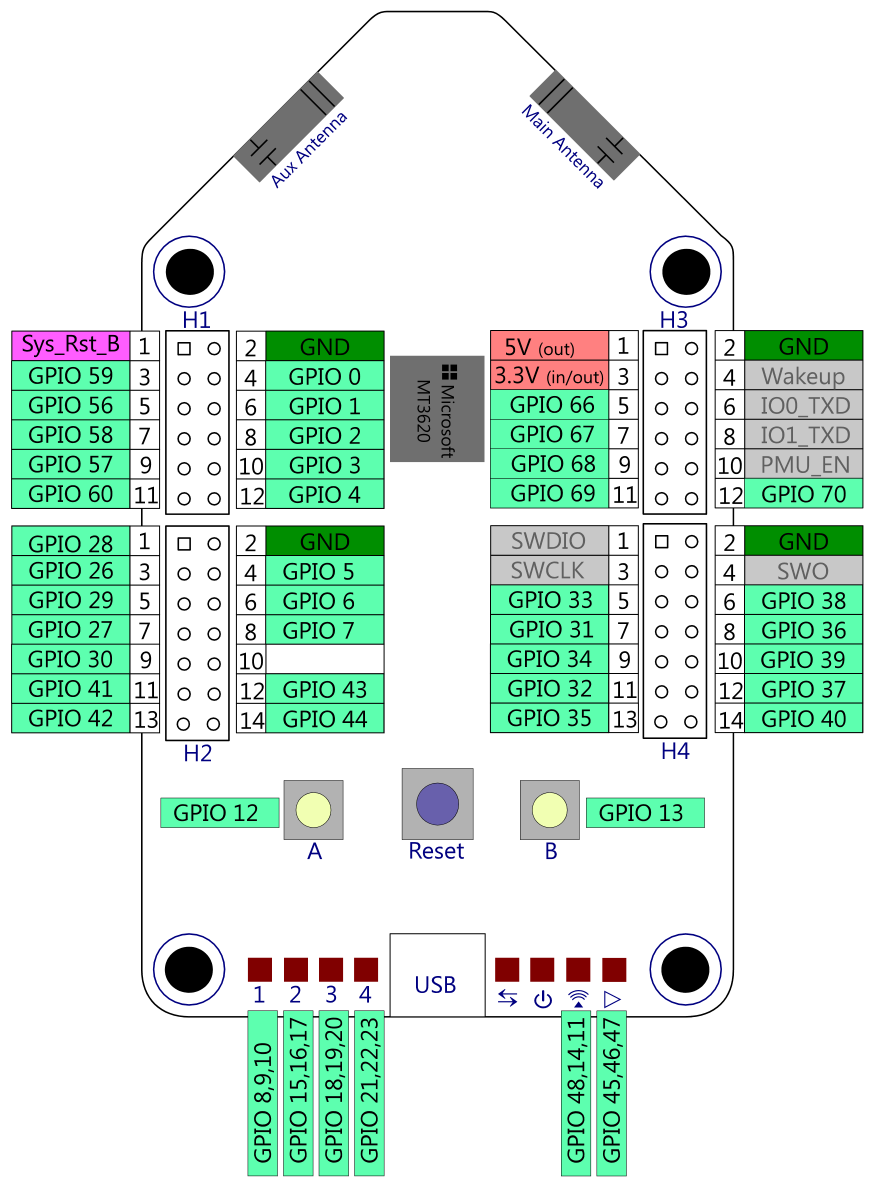 Aux Antenna
Main Antenna
H1
H3
Sys_Rst_B 1 2 GND
GPIO 59 3 4 GPIO 0
GPIO 56 5 6 GPIO 1
GPIO 58 7 8 GPIO 2
GPIO 57 9 10 GPIO 3
GPIO 60 11 12 GPIO 4
Microsoft
MT3620
5V (out) 1 2 GND
3.3V (in/out) 3 4 Wakeup
GPIO 66 5 6 IO0_TXD
GPIO 67 7 8 IO1_TXD
GPIO 68 9 10 PMU_EN
GPIO 69 11 12 GPIO 70
GPIO 28 1 2 GND
GPIO 26 3 4 GPIO 5
GPIO 29 5 6 GPIO 6
GPIO 27 7 8 GPIO 7
GPIO 30 9 10
GPIO 41 11 12 GPIO 43
GPIO 42 13 14 GPIO 44
H2
SWDIO 1 2 GND
SWCLK 3 4 SWO
GPIO 33 5 6 GPIO 38
GPIO 31 7 8 GPIO 36
GPIO 34 9 10 GPIO 39
GPIO 32 11 12 GPIO 37
GPIO 35 13 14 GPIO 40
H4
GPIO 12
GPIO 13
A
Reset
B
USB
1 2 3 4
GPIO 8,9,10
GPIO 15,16,17
GPIO 18,19,20
GPIO 21,22,23
GPIO 48,14,11
GPIO 45,46,47